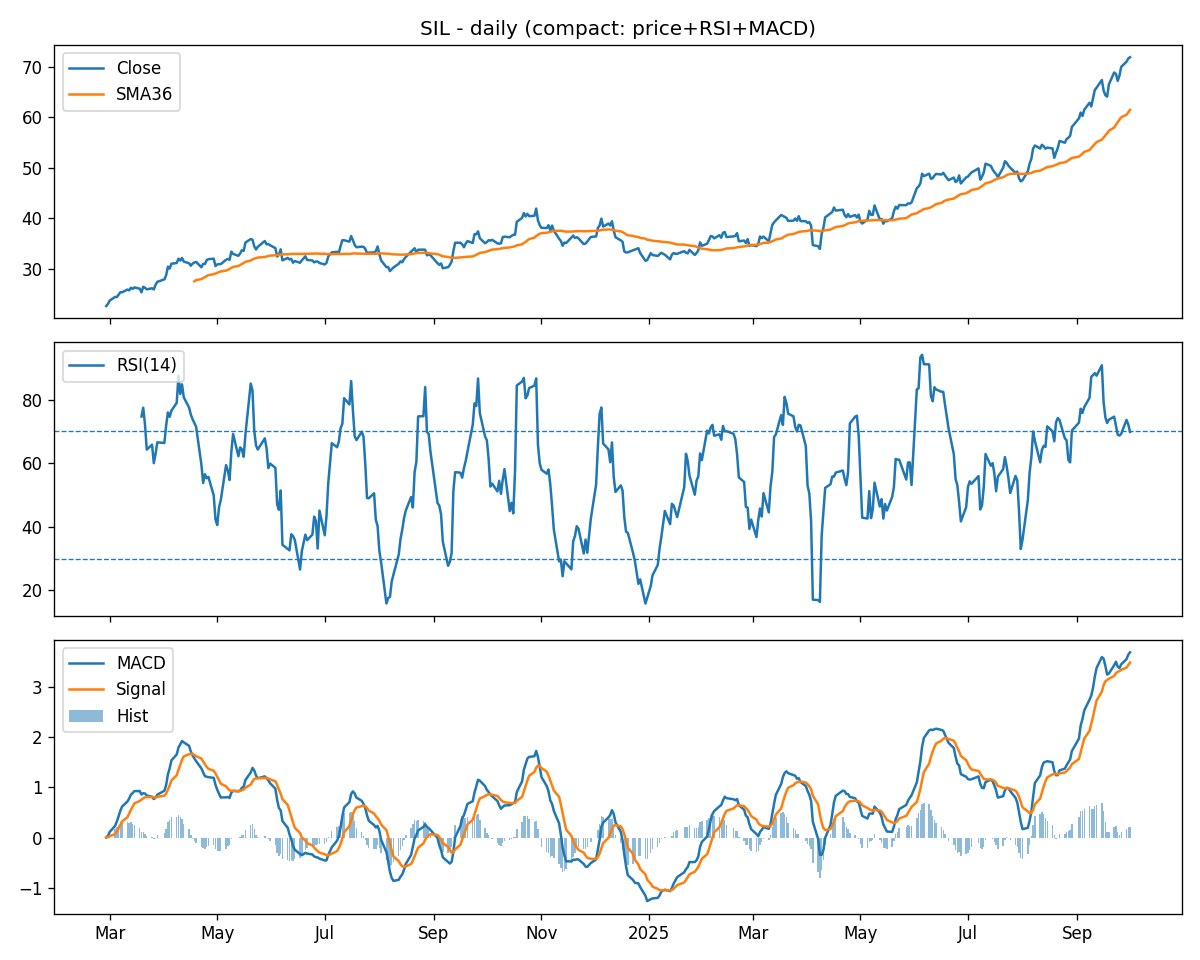 SIL - daily (compact: price+RSI+MACD)
Close
SMA36
70
60
50
40
30
RSI(14)
80
60
40
20
MACD
Signal
Hist
3
2
1
0
−1
Mar May Jul Sep Nov 2025 Mar May Jul Sep